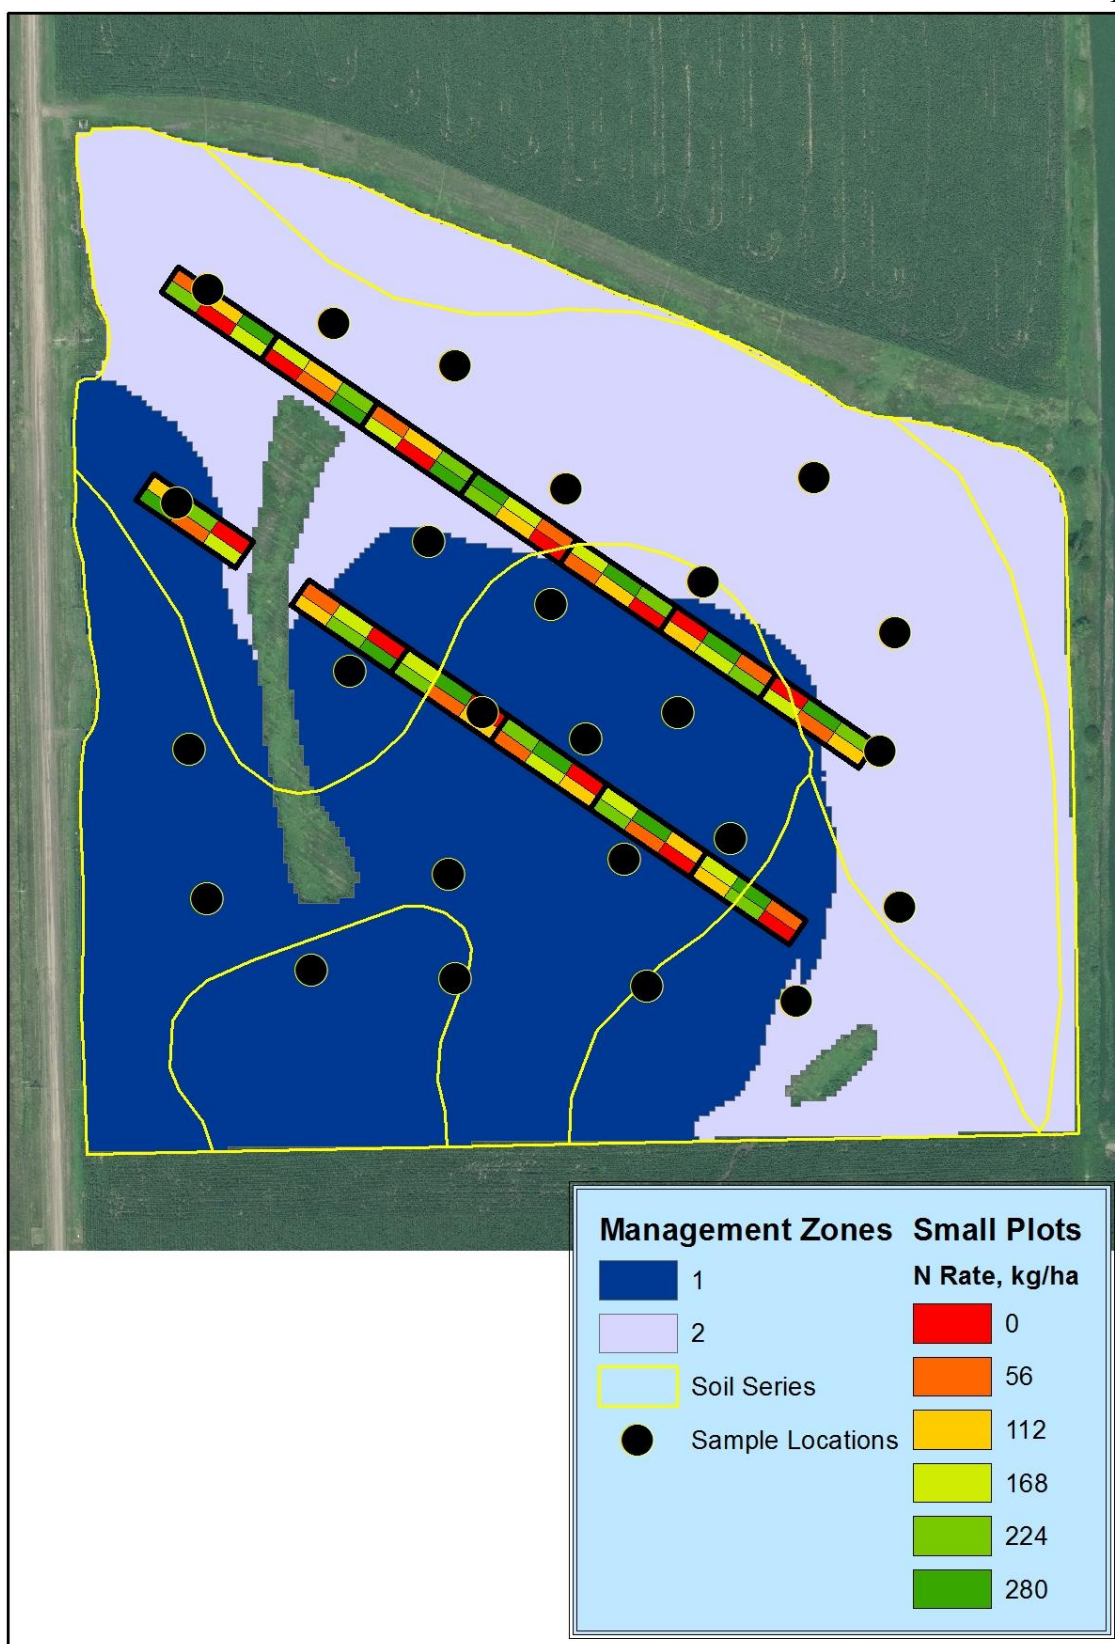 Management Zones
1
2
Soil Series
Sample Locations
Small Plots
N Rate, kg/ha
0
56
112
168
224
280